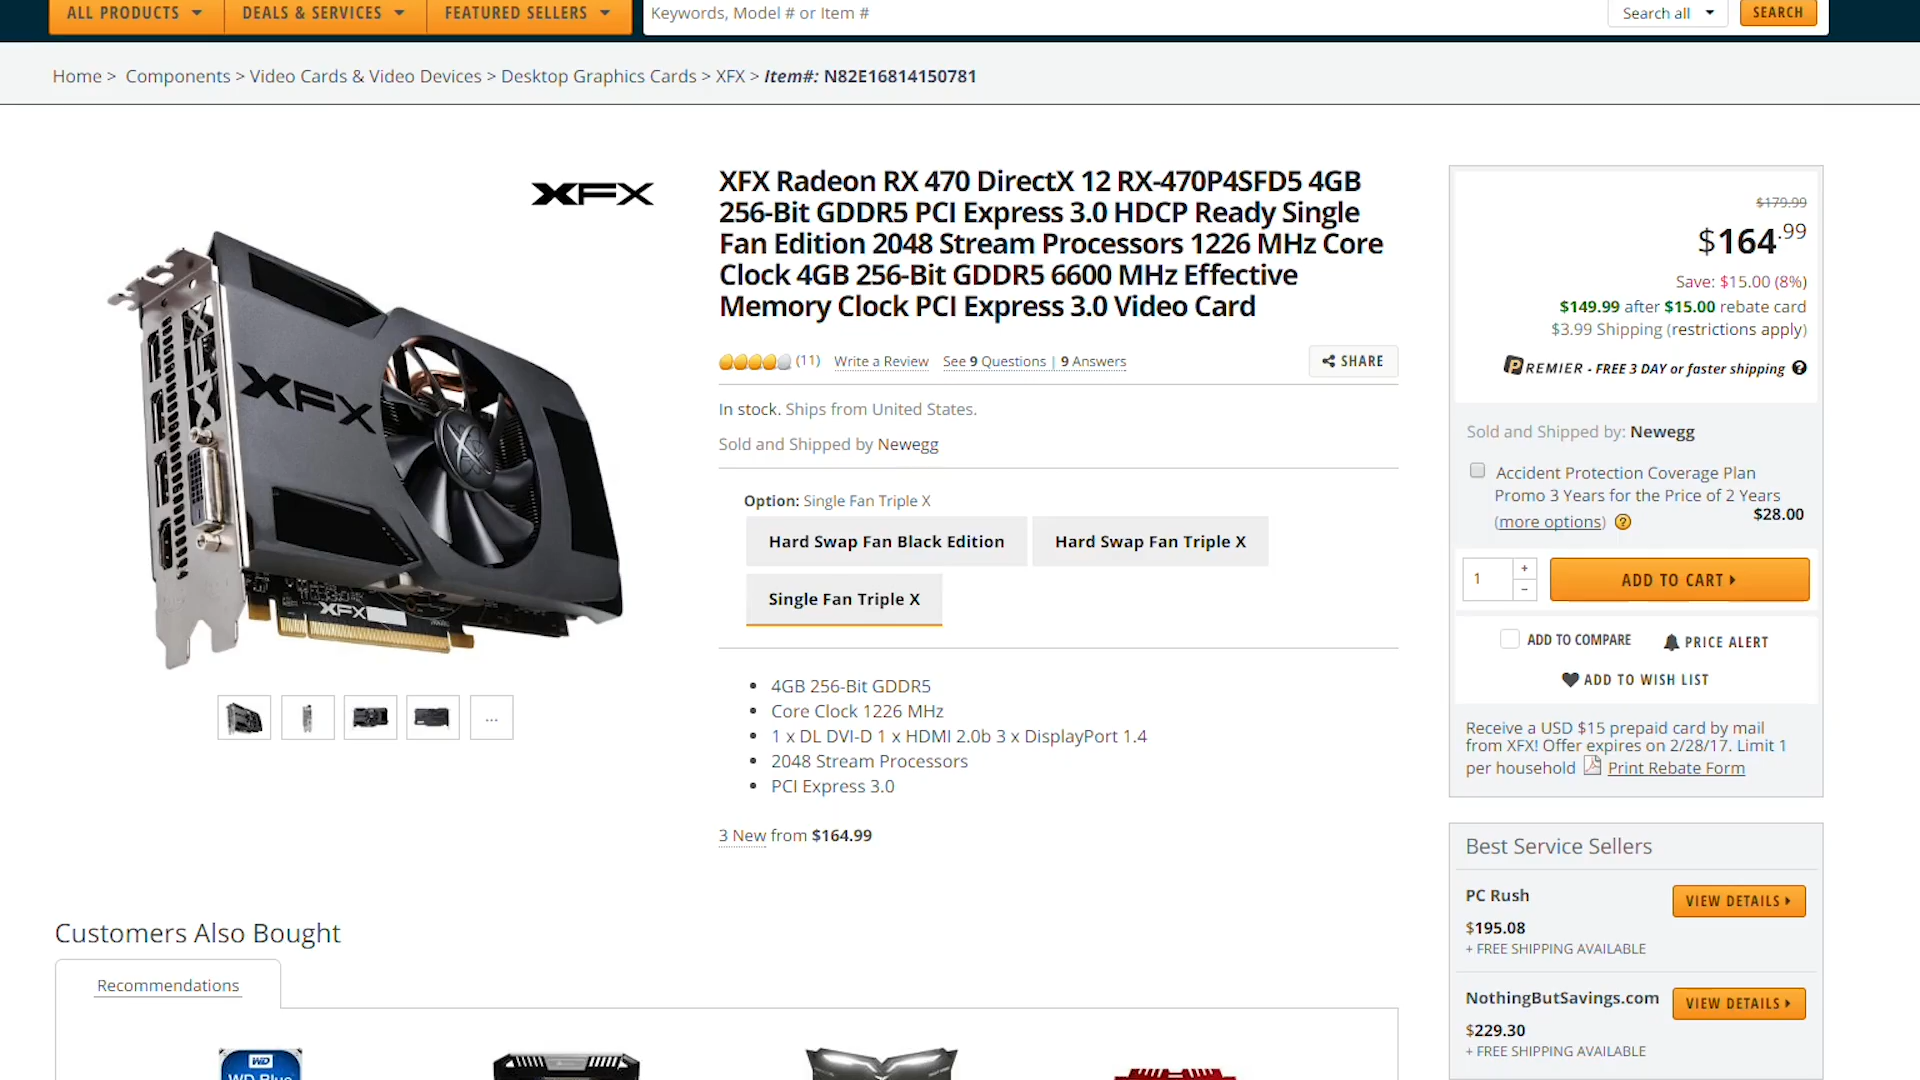 ALL PRODUCTS
DEALS & SERVICES
FEATURED SELLERS
Keywords, Model # or Item #
Search all
SEARCH
Home > Components > Video Cards & Video Devices > Desktop Graphics Cards > XFX > Item#: N82E16814150781
XFX
XFX
XFX
XFX Radeon RX 470 DirectX 12 RX-470P4SFD5 4GB
256-Bit GDDR5 PCI Express 3.0 HDCP Ready Single
Fan Edition 2048 Stream Processors 1226 MHz Core
Clock 4GB 256-Bit GDDR5 6600 MHz Effective
Memory Clock PCI Express 3.0 Video Card
(11) Write a Review See 9 Questions | 9 Answers
SHARE
In stock. Ships from United States.
Sold and Shipped by Newegg
Option: Single Fan Triple X
Hard Swap Fan Black Edition
Hard Swap Fan Triple X
Single Fan Triple X
• 4GB 256-Bit GDDR5
• Core Clock 1226 MHz
• 1 x DL DVI-D 1 x HDMI 2.0b 3 x DisplayPort 1.4
• 2048 Stream Processors
• PCI Express 3.0
3 New from $164.99
...
$179.99
$164.99
Save: $15.00 (8%)
$149.99 after $15.00 rebate card
$3.99 Shipping (restrictions apply)
PREMIER - FREE 3 DAY or faster shipping ?
Sold and Shipped by: Newegg
Accident Protection Coverage Plan
Promo 3 Years for the Price of 2 Years
(more options) ? $28.00
1
+
-
ADD TO CART
ADD TO COMPARE
PRICE ALERT
ADD TO WISH LIST
Receive a USD $15 prepaid card by mail
from XFX! Offer expires on 2/28/17. Limit 1
per household Print Rebate Form
Best Service Sellers
PC Rush
$195.08
+ FREE SHIPPING AVAILABLE
VIEW DETAILS
NothingButSavings.com
$229.30
+ FREE SHIPPING AVAILABLE
VIEW DETAILS
Customers Also Bought
Recommendations
WD
WD Blue